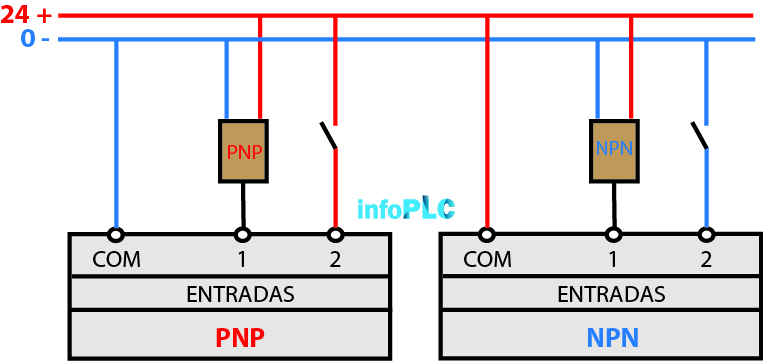 24 +
0 -
PNP
NPN
infoPLC
COM 1 2
COM 1 2
ENTRADAS
ENTRADAS
PNP
NPN